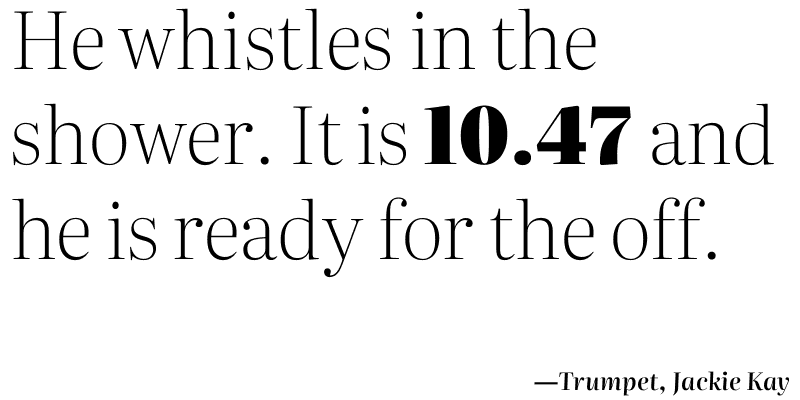 He whistles in the
shower. It is 10.47 and
he is ready for the off.
—Trumpet, Jackie Kay